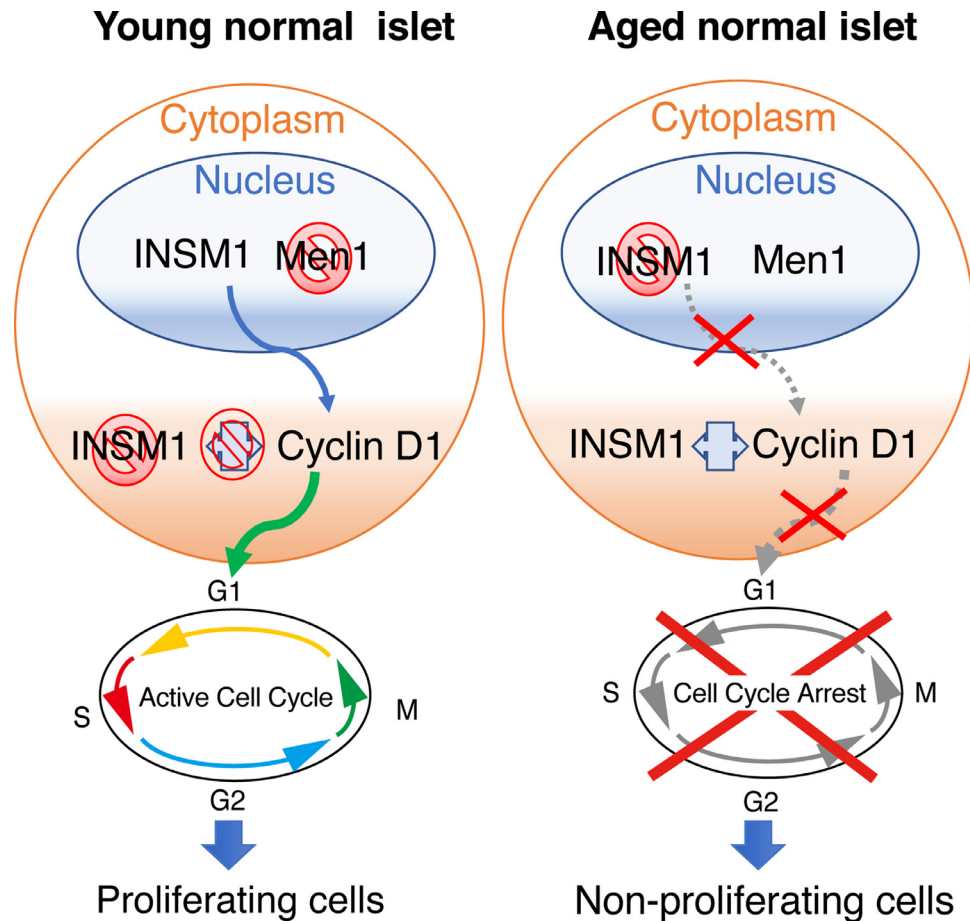 Young normal islet
Cytoplasm
Nucleus
INSM1
Men1
INSM1
Cyclin D1
G1
S
Active Cell Cycle
M
G2
Proliferating cells
Aged normal islet
Cytoplasm
Nucleus
INSM1
Men1
INSM1
Cyclin D1
G1
S
Cell Cycle Arrest
M
G2
Non-proliferating cells